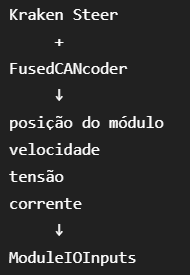 Kraken Steer
+
FusedCANcoder
↓
posição do módulo
velocidade
tensão
corrente
↓
ModuleIOInputs